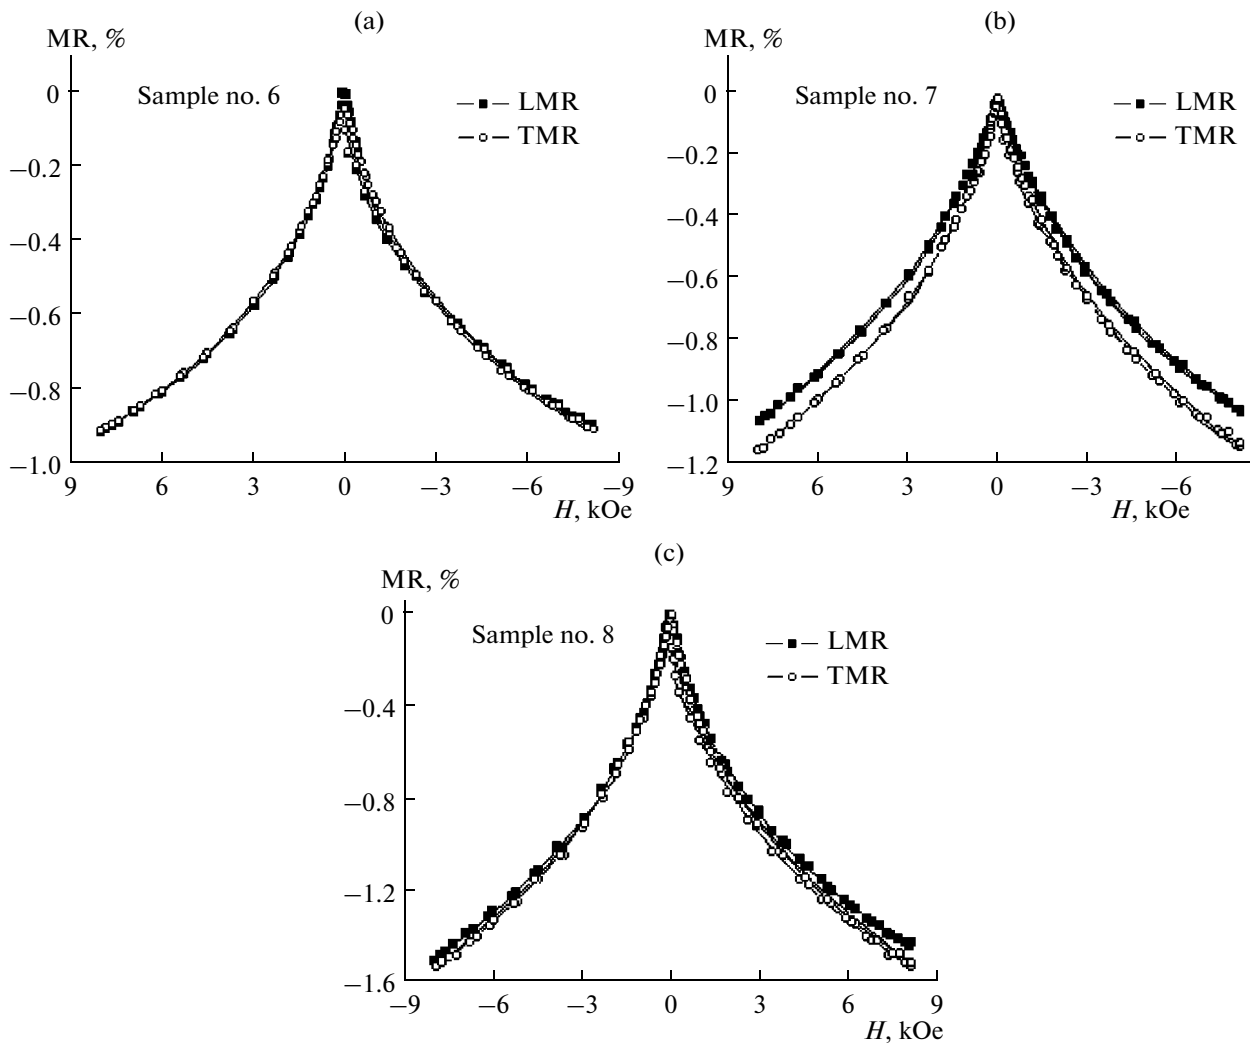 (a)
MR, %
Sample no. 6
LMR
TMR
0
−0.2
−0.4
−0.6
−0.8
−1.0
9 6 3 0 −3 −6 −9
H, kOe
(b)
MR, %
Sample no. 7
LMR
TMR
0
−0.2
−0.4
−0.6
−0.8
−1.0
−1.2
9 6 3 0 −3 −6
H, kOe
(c)
MR, %
Sample no. 8
LMR
TMR
0
−0.4
−0.8
−1.2
−1.6
−9 −6 −3 0 3 6 9
H, kOe